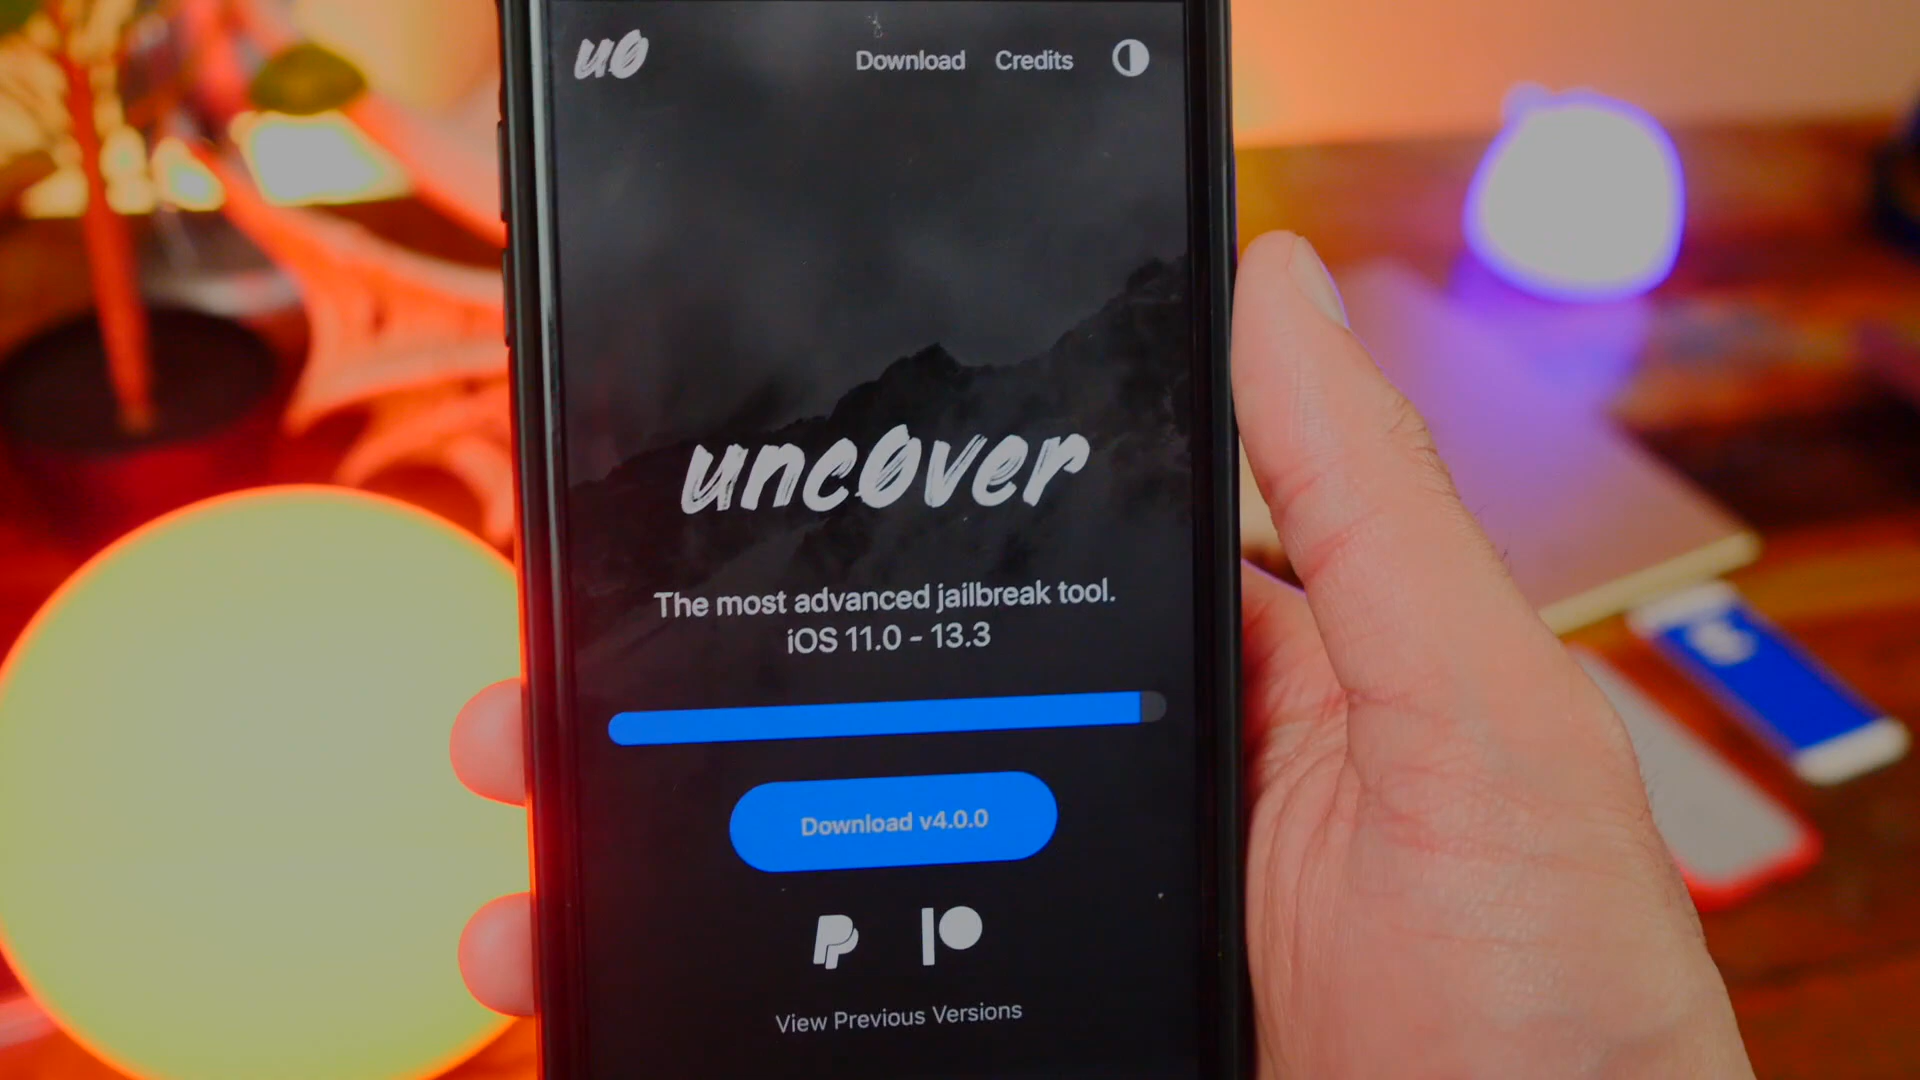 u0
Download Credits
unc0ver
The most advanced jailbreak tool.
iOS 11.0 - 13.3
Download v4.0.0
View Previous Versions